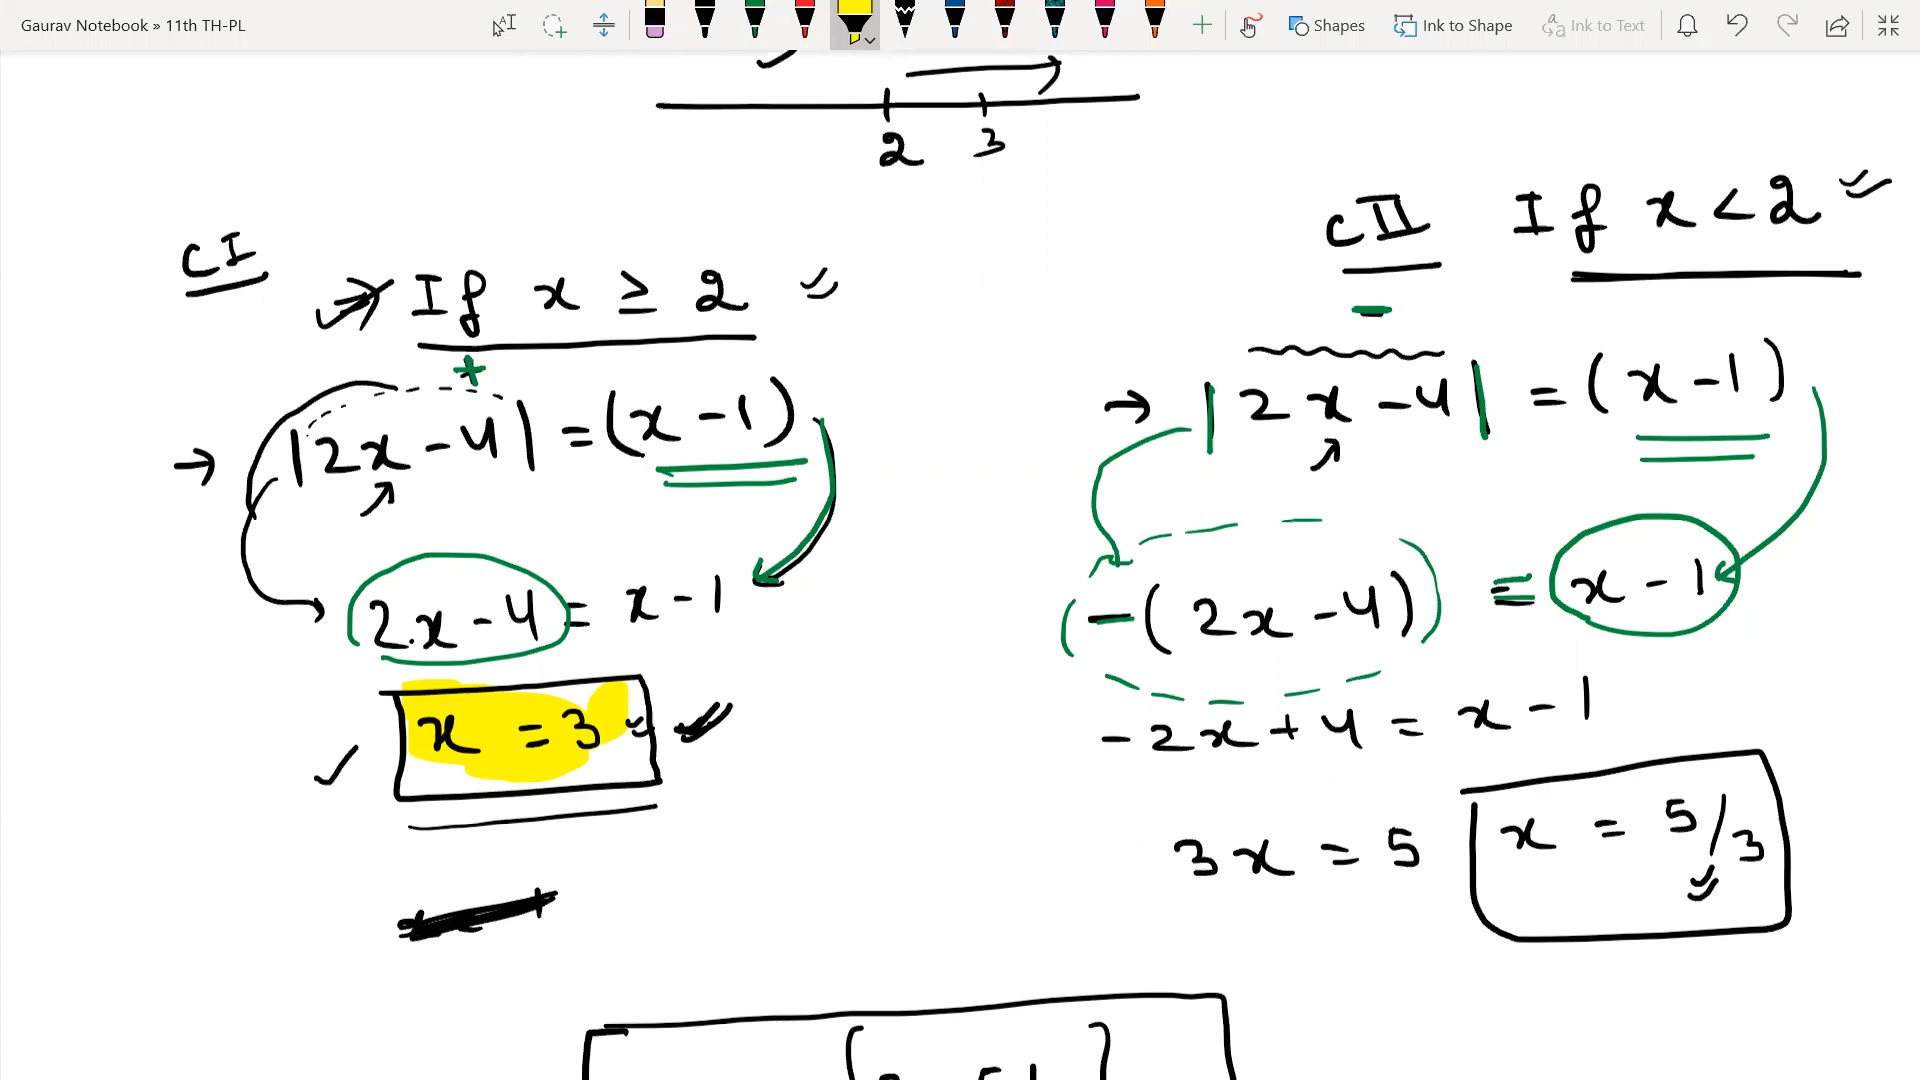 Gaurav Notebook » 11th TH-PL
Shapes
Ink to Shape
Ink to Text
2 3
CI
If x ≥ 2
+
|2x - 4| = (x - 1)
2x - 4 = x - 1
x = 3
CII If x < 2
-
|2x - 4| = (x - 1)
-(2x - 4) = x - 1
-2x + 4 = x - 1
3x = 5
x = 5/3